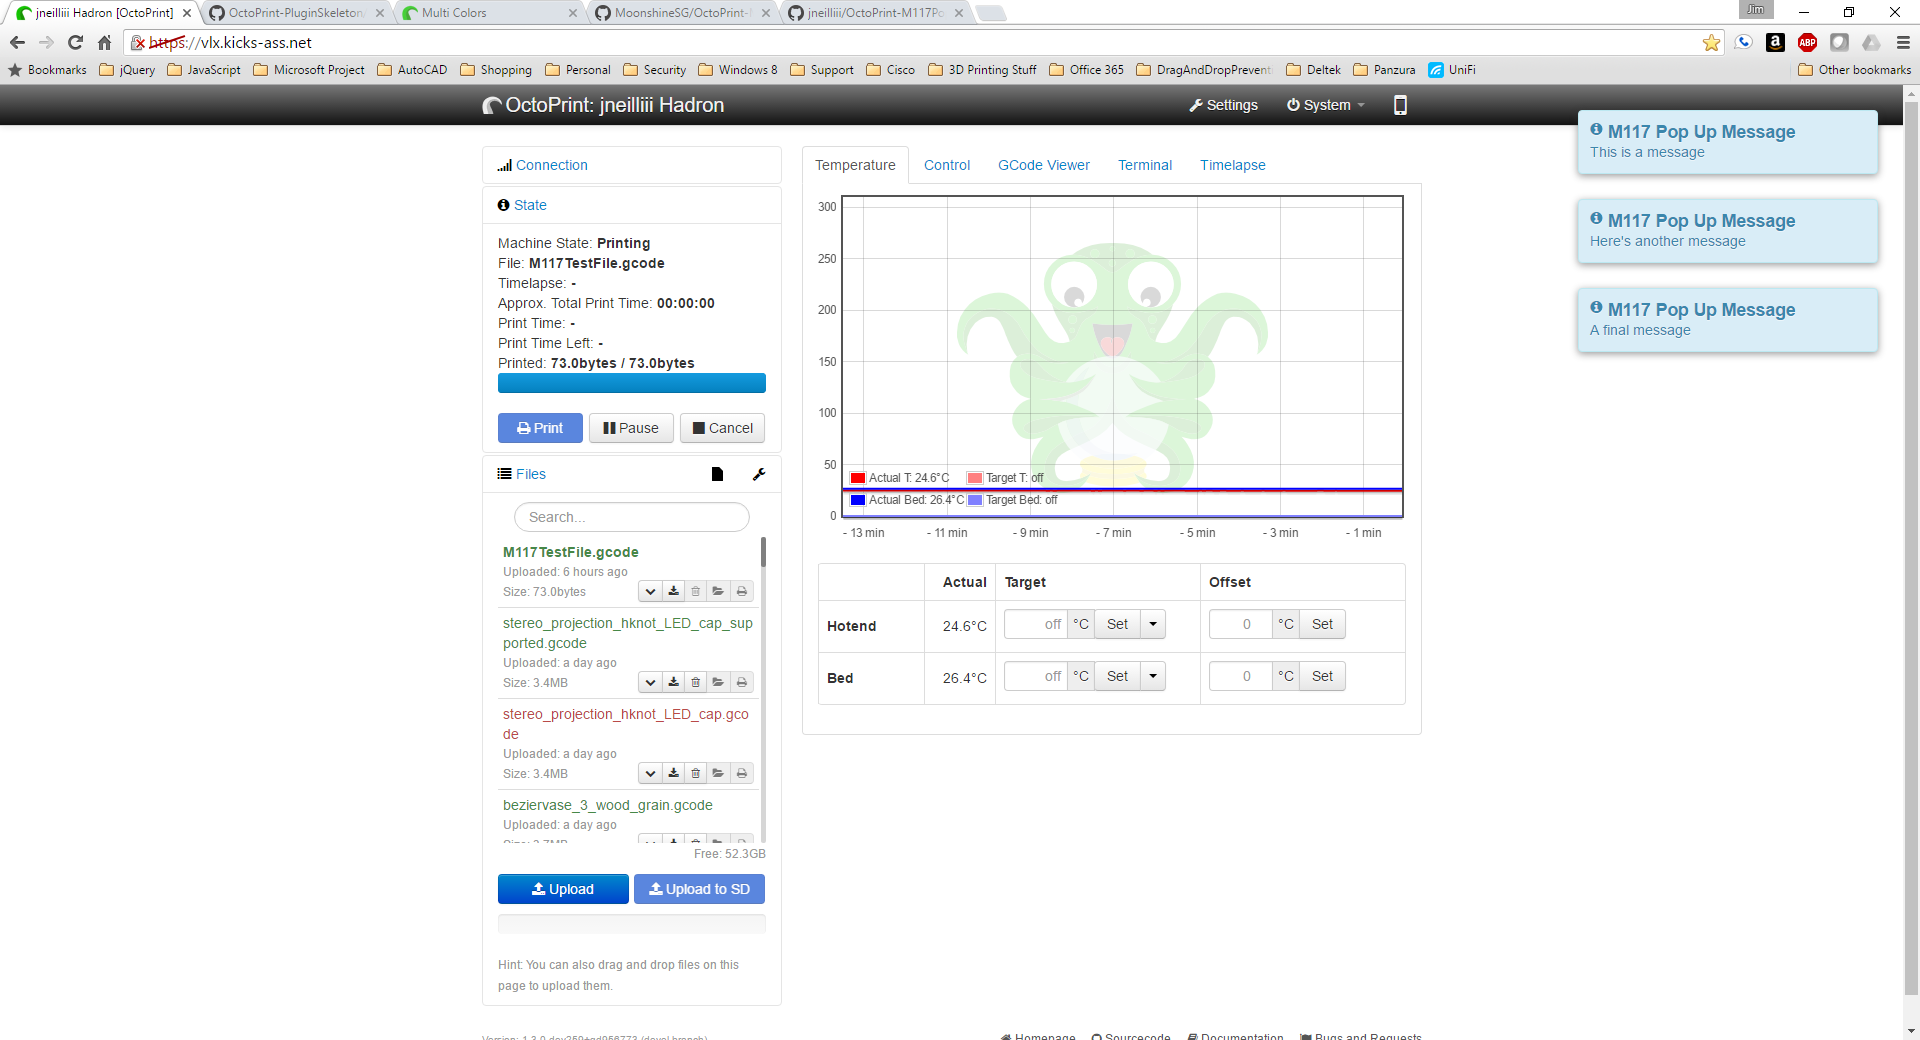 jneilliii Hadron [OctoPrint]
OctoPrint-PluginSkeleton
Multi Colors
MoonshineSG/OctoPrint-
jneilliii/OctoPrint-M117Po
Jim
https://vlx.kicks-ass.net
ABP
Bookmarks jQuery JavaScript Microsoft Project AutoCAD Shopping Personal Security Windows 8 Support Cisco 3D Printing Stuff Office 365 DragAndDropPrevent Deltek Panzura UniFi Other bookmarks
OctoPrint: jneilliii Hadron
Settings System
M117 Pop Up Message
This is a message
M117 Pop Up Message
Here's another message
M117 Pop Up Message
A final message
Connection
State
Machine State: Printing
File: M117TestFile.gcode
Timelapse: -
Approx. Total Print Time: 00:00:00
Print Time: -
Print Time Left: -
Printed: 73.0bytes / 73.0bytes
Print Pause Cancel
Files
Search...
M117TestFile.gcode
Uploaded: 6 hours ago
Size: 73.0bytes
stereo_projection_hknot_LED_cap_sup
ported.gcode
Uploaded: a day ago
Size: 3.4MB
stereo_projection_hknot_LED_cap.gco
de
Uploaded: a day ago
Size: 3.4MB
beziervase_3_wood_grain.gcode
Uploaded: a day ago
Free: 52.3GB
Upload Upload to SD
Hint: You can also drag and drop files on this
page to upload them.
Temperature Control GCode Viewer Terminal Timelapse
300
250
200
150
100
50
0
Actual T: 24.6°C Target T: off
Actual Bed: 26.4°C Target Bed: off
- 13 min - 11 min - 9 min - 7 min - 5 min - 3 min - 1 min
Actual Target Offset
Hotend 24.6°C off °C Set 0 °C Set
Bed 26.4°C off °C Set 0 °C Set
Homepage Sourcecode Documentation Bugs and Requests